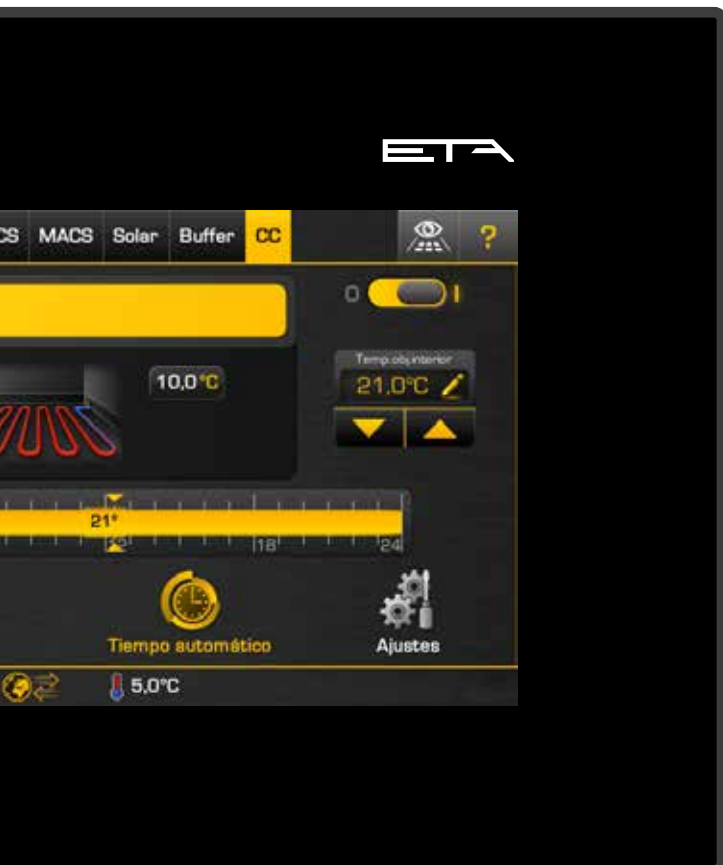 ETA
CS MACS Solar Buffer CC ?
O I
Temp.obj.interior
10,0°C
21,0°C
21°
18 24
Tiempo automático Ajustes
5,0°C